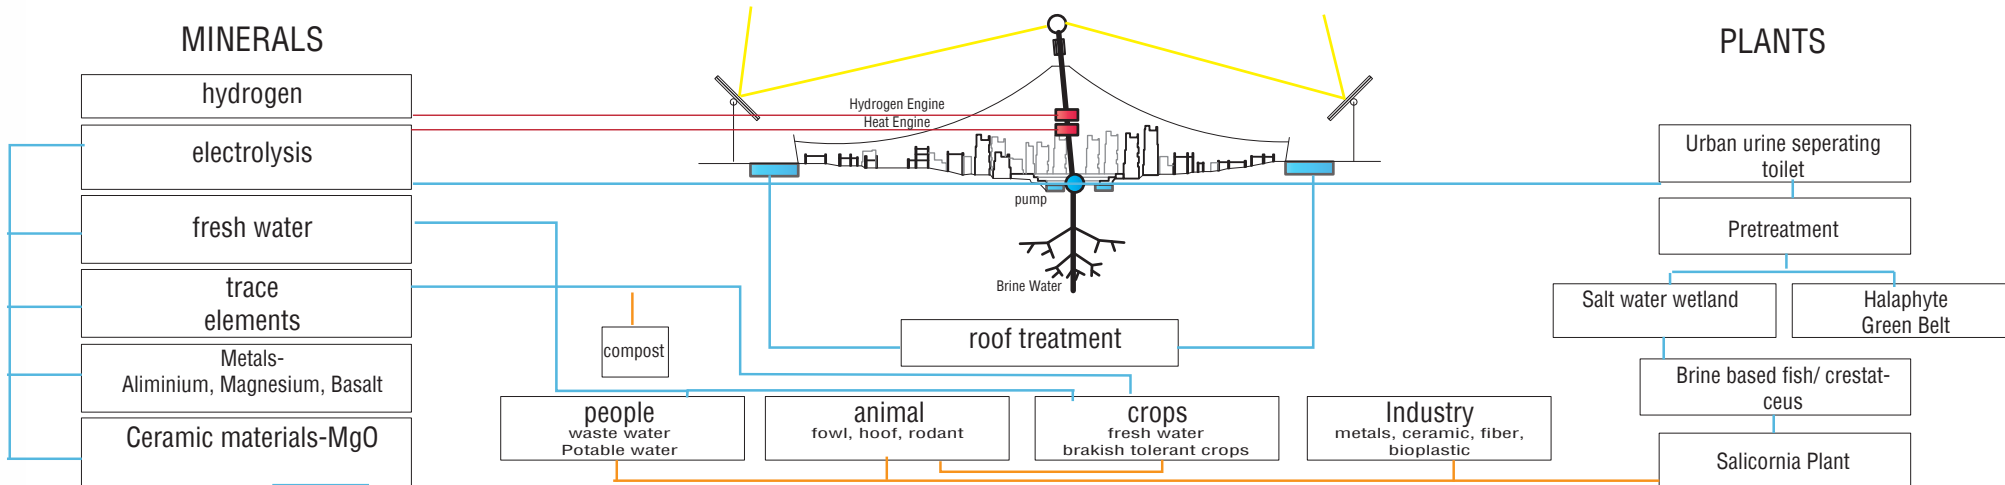 MINERALS
hydrogen
electrolysis
fresh water
trace
elements
Metals-
Aliminium, Magnesium, Basalt
Ceramic materials-MgO
Hydrogen Engine
Heat Engine
pump
Brine Water
roof treatment
compost
people
waste water
Potable water
animal
fowl, hoof, rodant
crops
fresh water
brakish tolerant crops
Industry
metals, ceramic, fiber,
bioplastic
PLANTS
Urban urine seperating
toilet
Pretreatment
Salt water wetland
Halaphyte
Green Belt
Brine based fish/ crestat-
ceus
Salicornia Plant